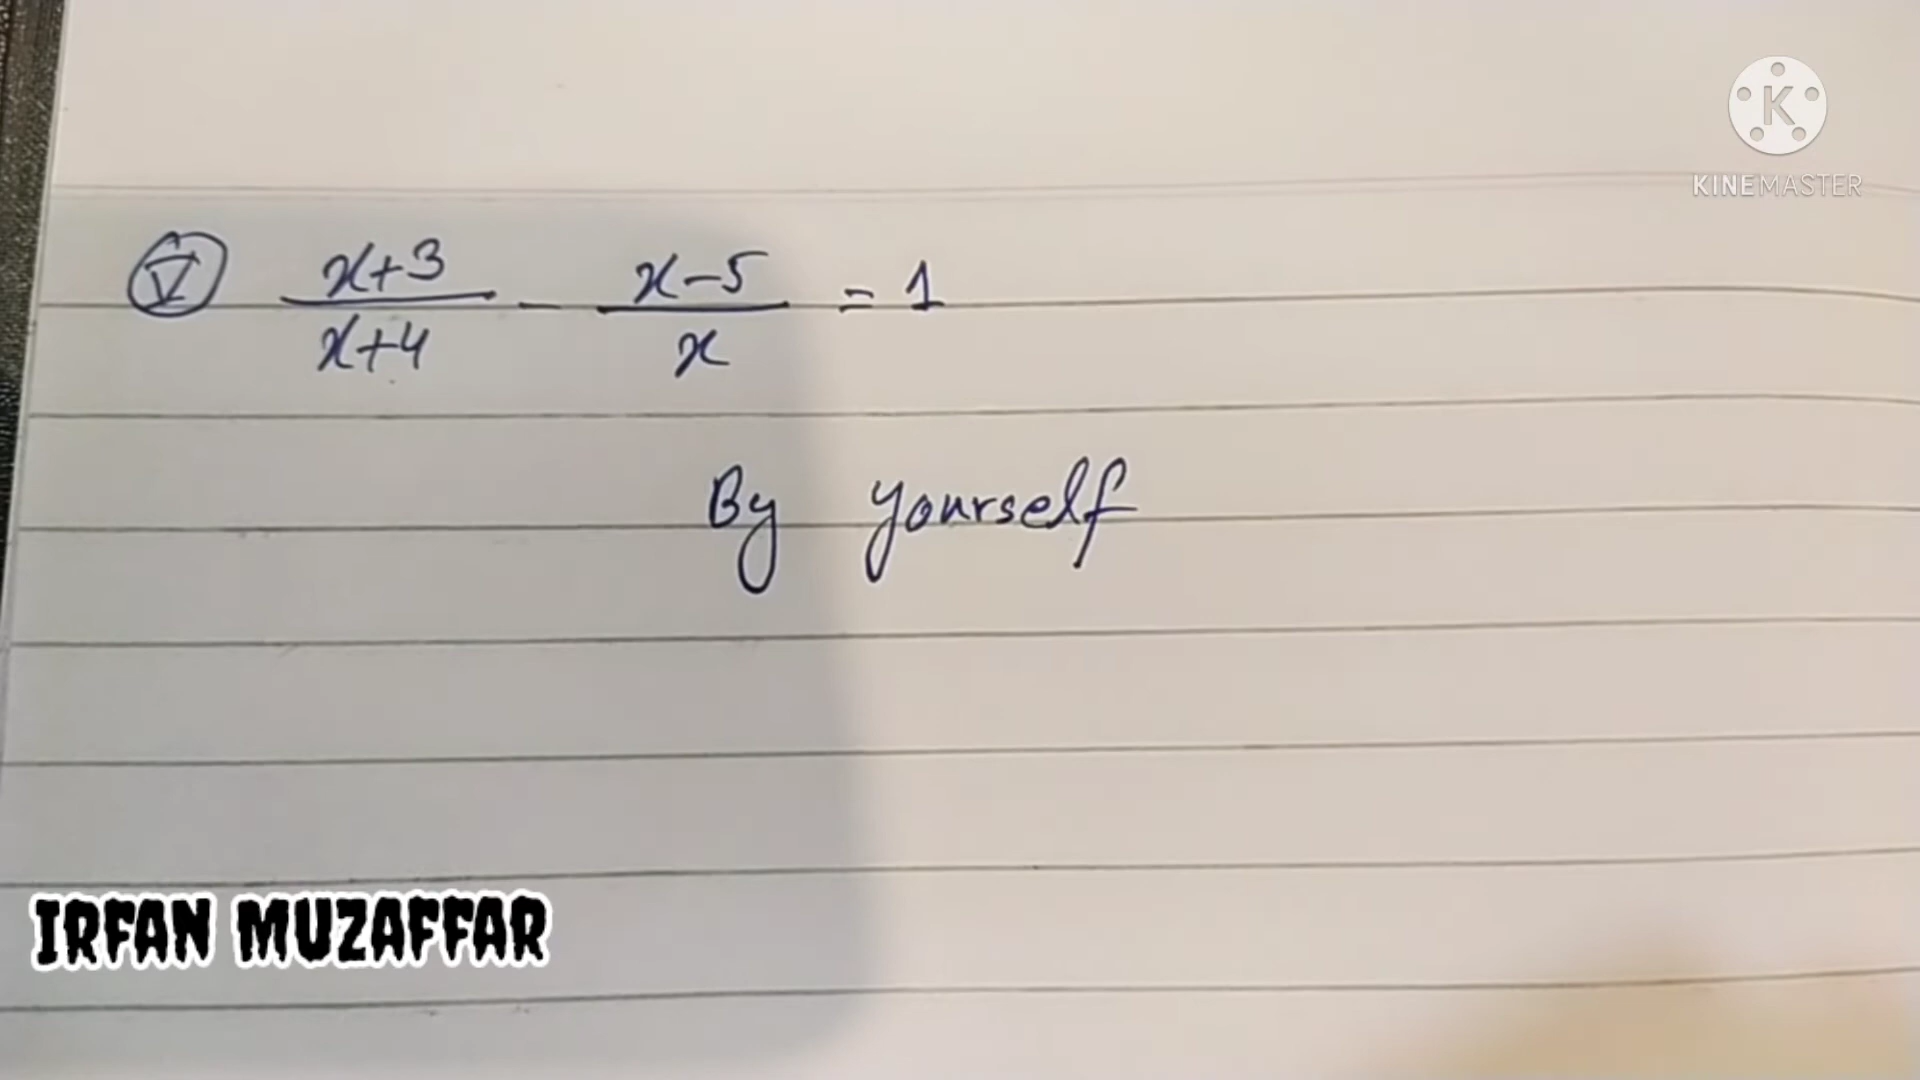 KINEMASTER
Ⓥ (x+3)/(x+4) - (x-5)/x = 1
By yourself
IRFAN MUZAFFAR